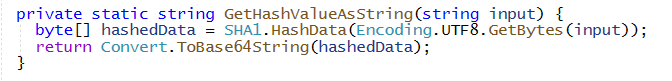 private static string GetHashValueAsString(string input) {
  byte[] hashedData = SHA1.HashData(Encoding.UTF8.GetBytes(input));
  return Convert.ToBase64String(hashedData);
}